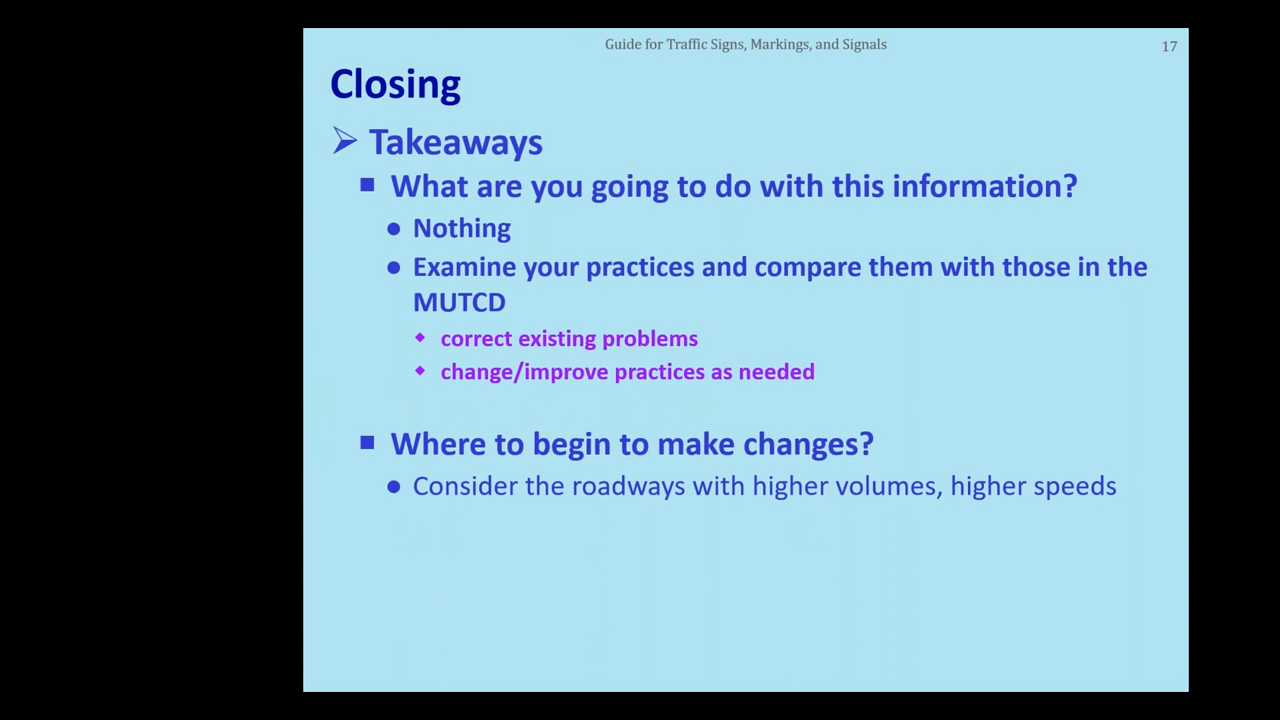 Guide for Traffic Signs, Markings, and Signals
17
Closing
Takeaways
What are you going to do with this information?
Nothing
Examine your practices and compare them with those in the
MUTCD
correct existing problems
change/improve practices as needed
Where to begin to make changes?
Consider the roadways with higher volumes, higher speeds